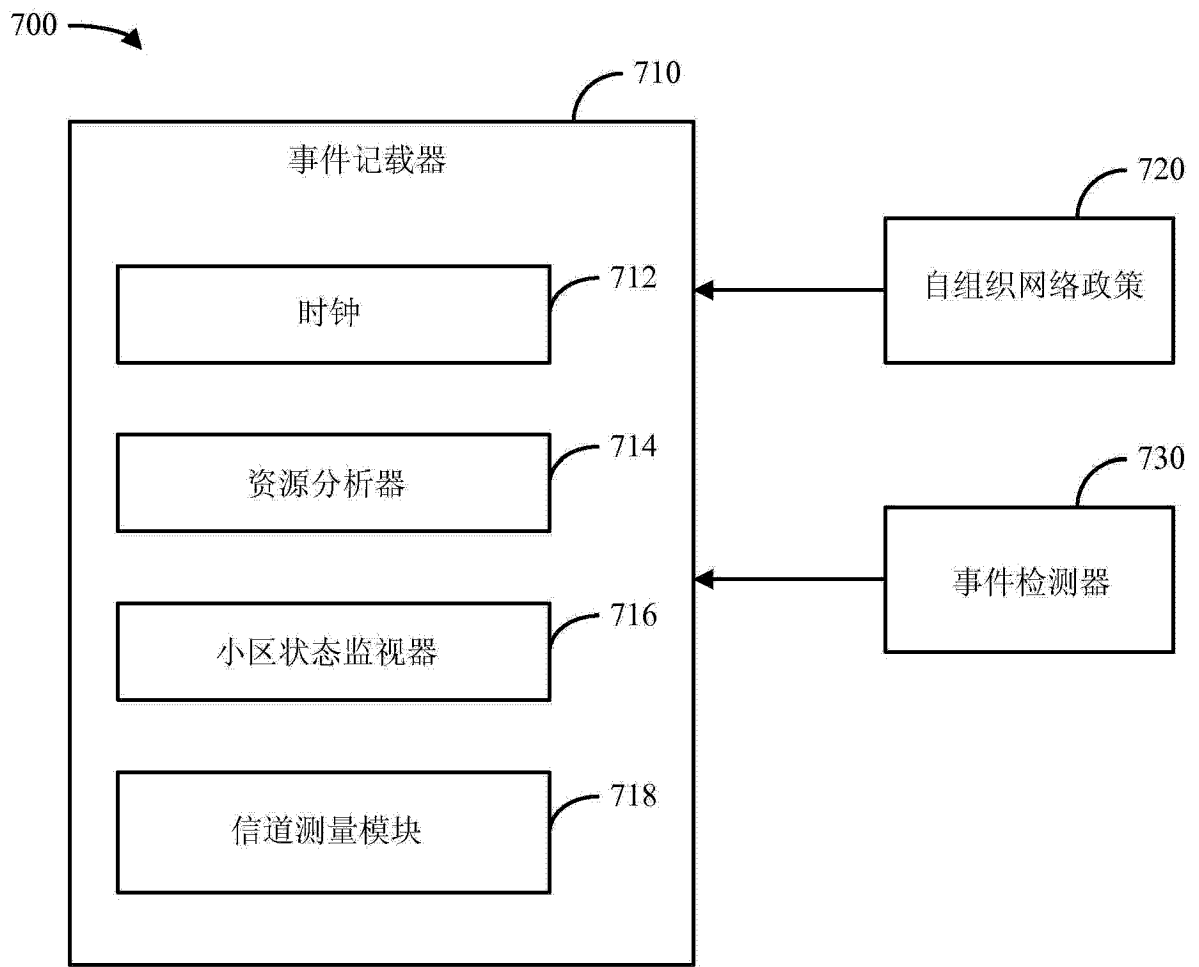 700
710
事件记载器
720
自组织网络政策
712
时钟
714
资源分析器
730
事件检测器
716
小区状态监视器
718
信道测量模块